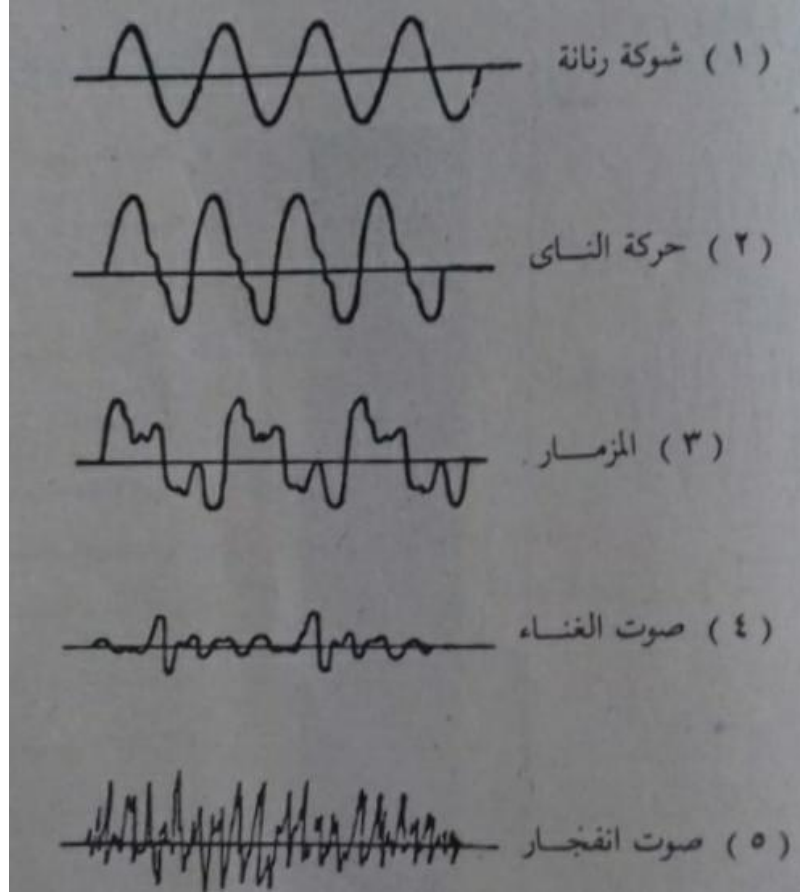 ( ١ ) شوكة رنانة
( ٢ ) حركة النـاى
( ٣ ) المزمـار
( ٤ ) صوت الغنـاء
( ٥ ) صوت انفجـار